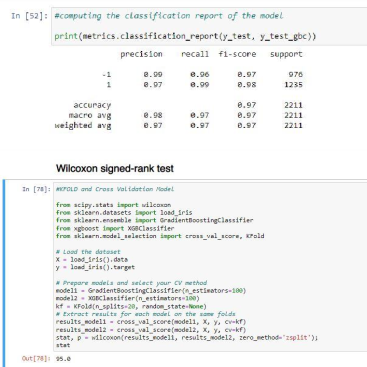 In [52]: #computing the classification report of the model
print(metrics.classification_report(y_test, y_test_gbc))
precision recall f1-score support
-1 0.99 0.96 0.97 976
1 0.97 0.99 0.98 1235
accuracy 0.97 2211
macro avg 0.98 0.97 0.97 2211
weighted avg 0.97 0.97 0.97 2211
Wilcoxon signed-rank test
In [78]: #KFOLD and Cross Validation Model
from scipy.stats import wilcoxon
from sklearn.datasets import load_iris
from sklearn.ensemble import GradientBoostingClassifier
from xgboost import XGBClassifier
from sklearn.model_selection import cross_val_score, KFold
# Load the dataset
X = load_iris().data
y = load_iris().target
# Prepare models and select your CV method
model1 = GradientBoostingClassifier(n_estimators=100)
model2 = XGBClassifier(n_estimators=100)
kf = KFold(n_splits=20, random_state=None)
# Extract results for each model on the same folds
results_model1 = cross_val_score(model1, X, y, cv=kf)
results_model2 = cross_val_score(model2, X, y, cv=kf)
stat, p = wilcoxon(results_model1, results_model2, zero_method='zsplit');
stat
Out[78]: 95.0